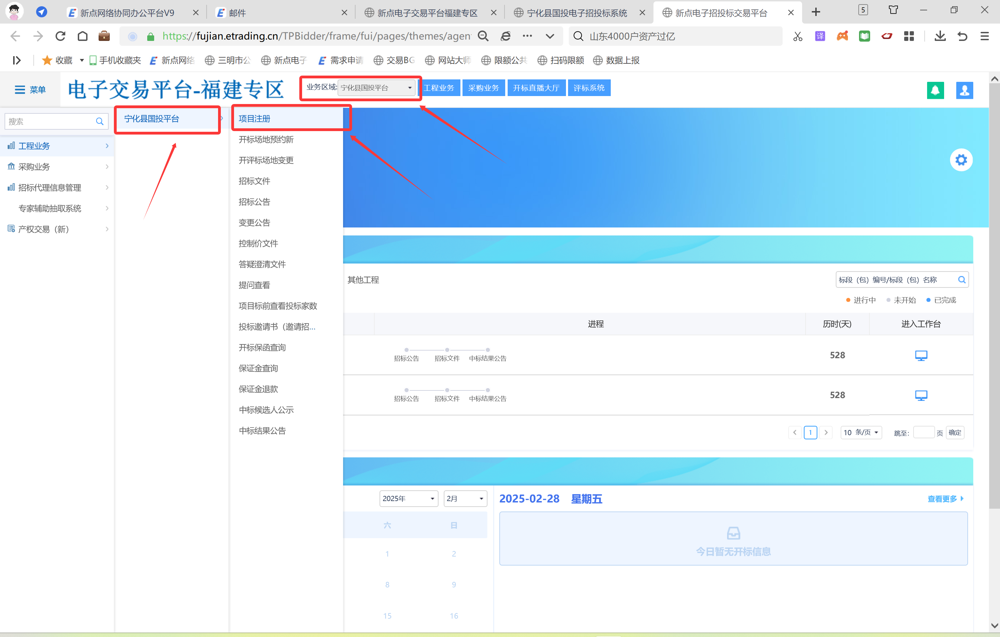 新点网络协同办公平台V9
邮件
新点电子交易平台福建专区
宁化县国投电子招投标系统
新点电子招投标交易平台
5
https://fujian.etrading.cn/TPBidder/frame/fui/pages/themes/agen
山东4000户资产过亿
译
收藏
手机收藏夹
新点网络
三明市公
新点电子
需求申请
交易BG
网站大师
限额公共
扫码限额
数据上报
菜单
电子交易平台-福建专区
业务区域:
宁化县国投平台
工程业务
采购业务
开标直播大厅
评标系统
搜索
工程业务
采购业务
招标代理信息管理
专家辅助抽取系统
产权交易（新）
宁化县国投平台
项目注册
开标场地预约新
开评标场地变更
招标文件
招标公告
变更公告
控制价文件
答疑澄清文件
提问查看
项目标前查看投标家数
投标邀请书（邀请招...
开标保函查询
保证金查询
保证金退款
中标候选人公示
中标结果公告
其他工程
标段（包）编号/标段（包）名称
进行中
未开始
已完成
进程
历时(天)
进入工作台
招标公告
招标文件
中标结果公告
528
招标公告
招标文件
中标结果公告
528
1
10 条/页
跳至:
页
确定
2025年
2月
2025-02-28 星期五
查看更多
六
日
今日暂无开标信息
1
2
8
9
15
16